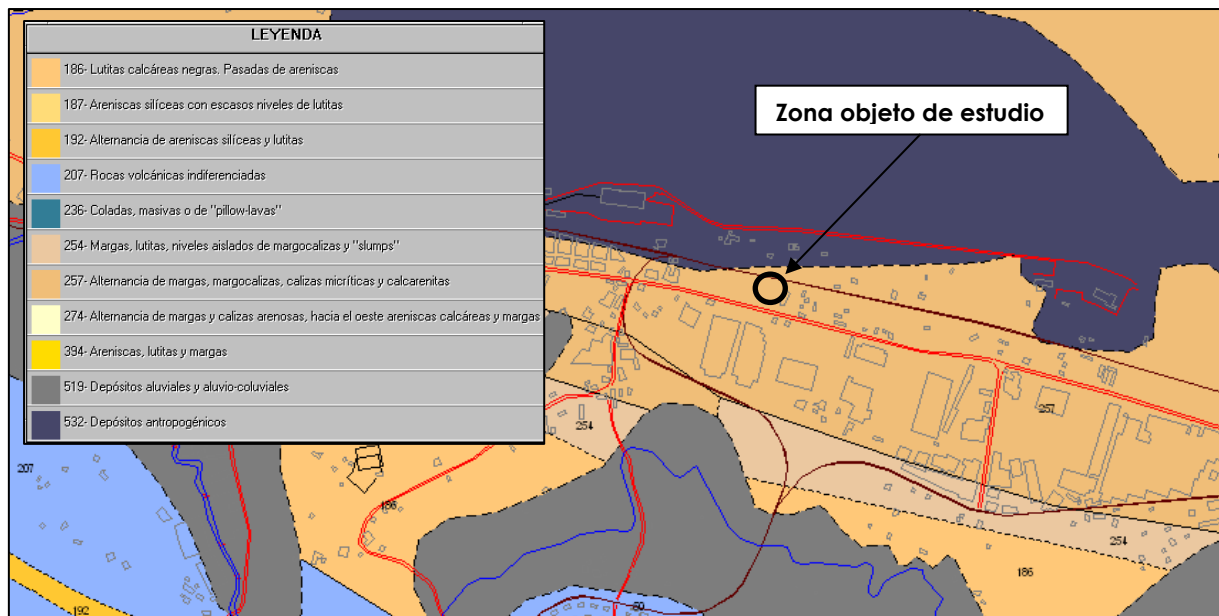 LEYENDA
186- Lutitas calcáreas negras. Pasadas de areniscas
187- Areniscas silíceas con escasos niveles de lutitas
192- Alternancia de areniscas silíceas y lutitas
207- Rocas volcánicas indiferenciadas
236- Coladas, masivas o de "pillow-lavas"
254- Margas, lutitas, niveles aislados de margocalizas y "slumps"
257- Alternancia de margas, margocalizas, calizas micríticas y calcarenitas
274- Alternancia de margas y calizas arenosas, hacia el oeste areniscas calcáreas y margas
394- Areniscas, lutitas y margas
519- Depósitos aluviales y aluvio-coluviales
532- Depósitos antropogénicos
Zona objeto de estudio
257
254
207
186
254
186
192